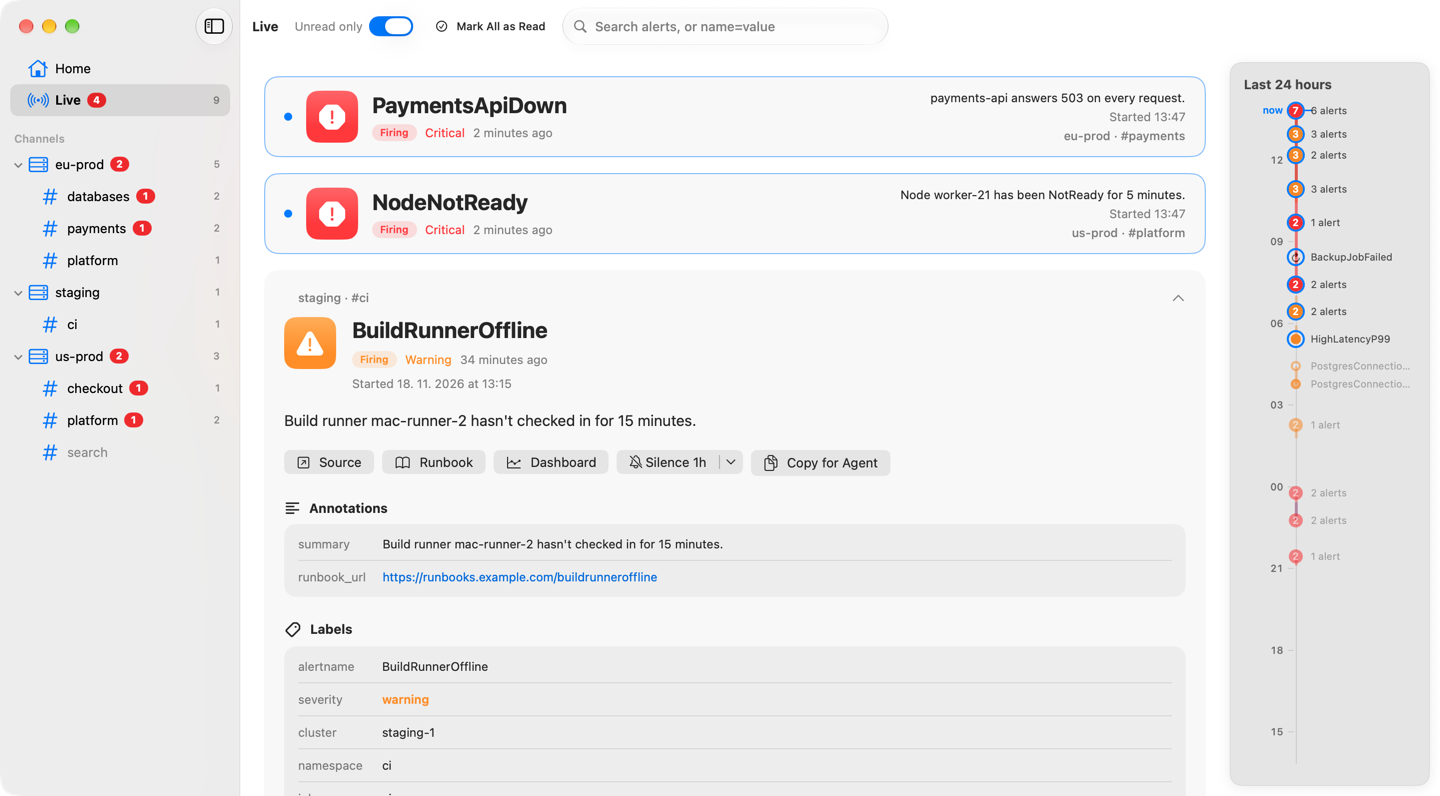 Home
Live 4 9
Channels
eu-prod 2 5
# databases 1 2
# payments 1 2
# platform 1
staging 1
# ci 1
us-prod 2 3
# checkout 1 1
# platform 1 2
# search
Live Unread only Mark All as Read Search alerts, or name=value
PaymentsApiDown
Firing Critical 2 minutes ago
payments-api answers 503 on every request.
Started 13:47
eu-prod · #payments
NodeNotReady
Firing Critical 2 minutes ago
Node worker-21 has been NotReady for 5 minutes.
Started 13:47
us-prod · #platform
staging · #ci
BuildRunnerOffline
Firing Warning 34 minutes ago
Started 18. 11. 2026 at 13:15
Build runner mac-runner-2 hasn't checked in for 15 minutes.
Source Runbook Dashboard Silence 1h Copy for Agent
Annotations
summary Build runner mac-runner-2 hasn't checked in for 15 minutes.
runbook_url https://runbooks.example.com/buildrunneroffline
Labels
alertname BuildRunnerOffline
severity warning
cluster staging-1
namespace ci
Last 24 hours
now 7 6 alerts
3 3 alerts
12 3 2 alerts
3 3 alerts
2 1 alert
09
BackupJobFailed
2 2 alerts
2 2 alerts
06
HighLatencyP99
PostgresConnectio...
PostgresConnectio...
03
2 1 alert
00
2 2 alerts
2 2 alerts
2 1 alert
21
18
15